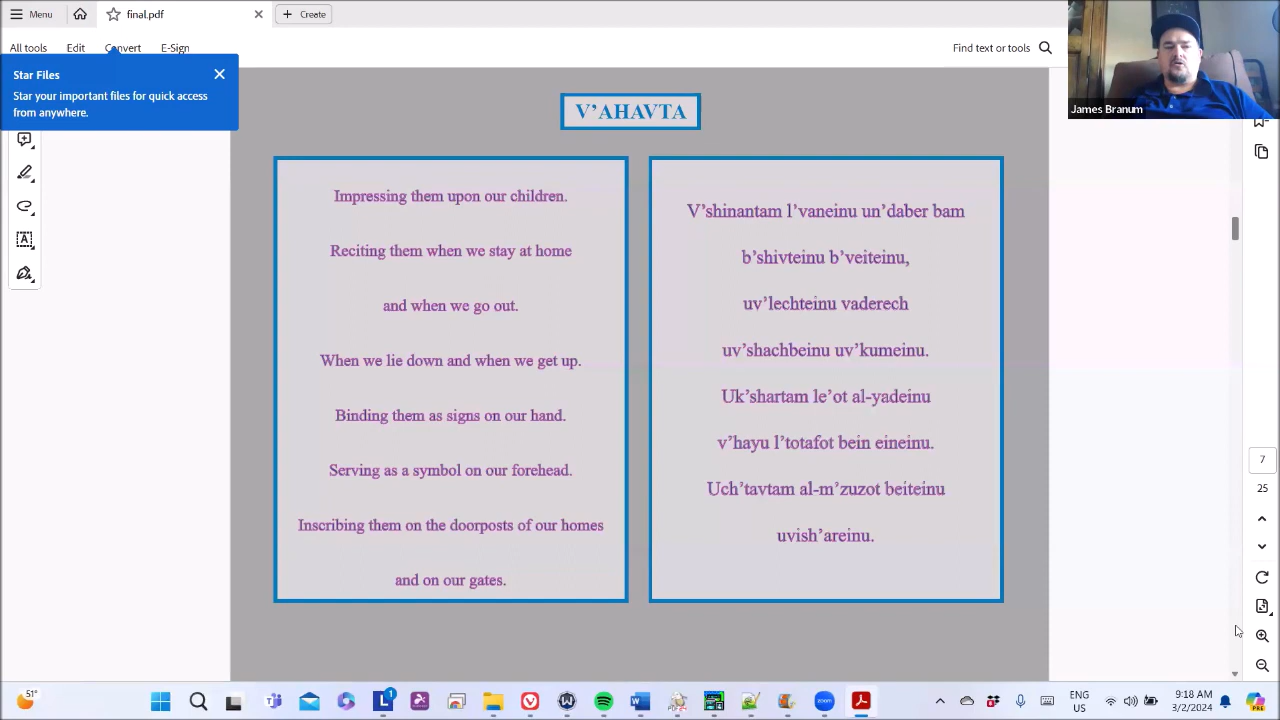 Menu
final.pdf
Create
All tools
Edit
Convert
E-Sign
Find text or tools
Star Files
Star your important files for quick access
from anywhere.
James Branum
V’AHAVTA
Impressing them upon our children.
Reciting them when we stay at home
and when we go out.
When we lie down and when we get up.
Binding them as signs on our hand.
Serving as a symbol on our forehead.
Inscribing them on the doorposts of our homes
and on our gates.
V’shinantam l’vaneinu un’daber bam
b’shivteinu b’veiteinu,
uv’lechteinu vaderech
uv’shachbeinu uv’kumeinu.
Uk’shartam le’ot al-yadeinu
v’hayu l’totafot bein eineinu.
Uch’tavtam al-m’zuzot beiteinu
uvish’areinu.
7
25
51°
1
ENG
US
9:18 AM
3/2/2024